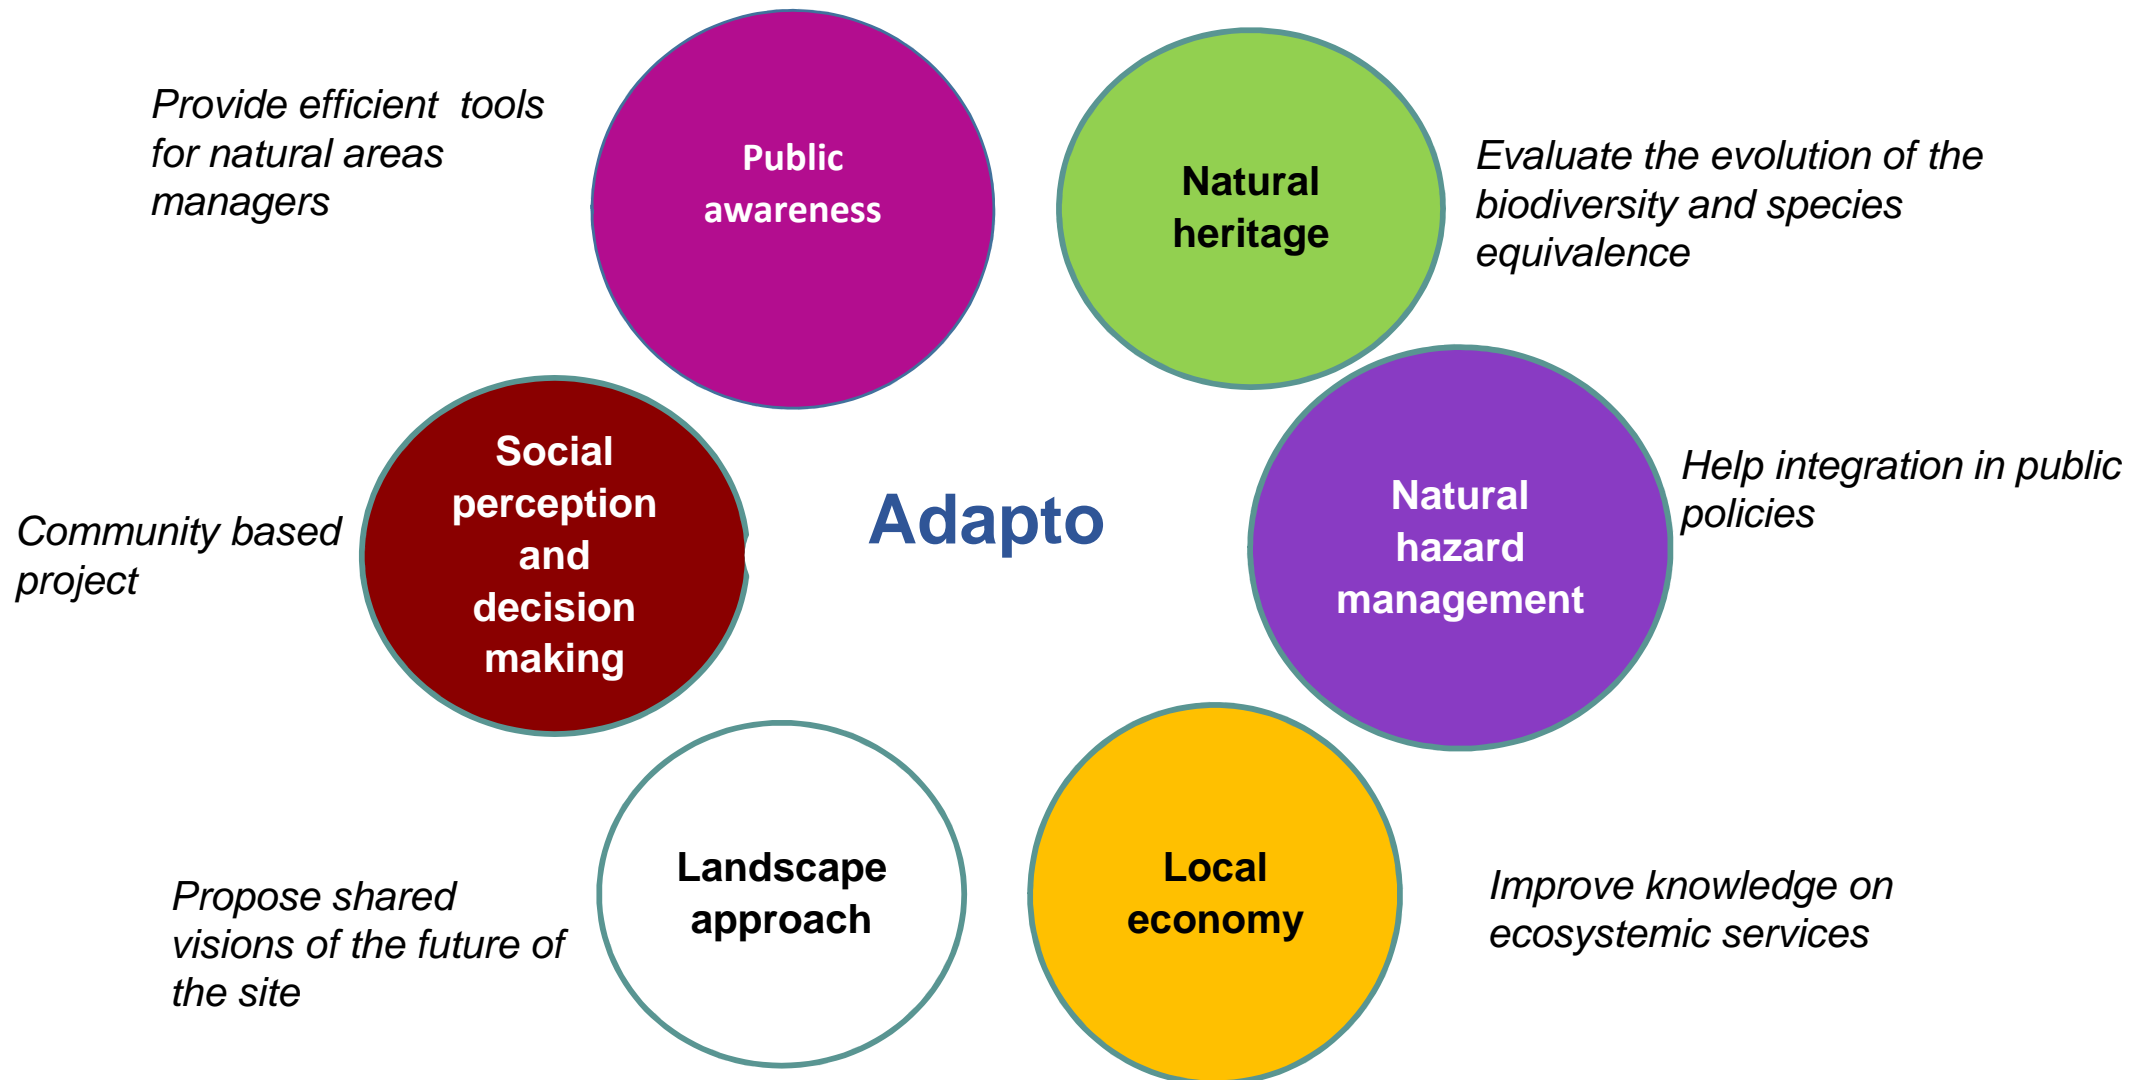 Provide efficient tools
for natural areas
managers
Public
awareness
Natural
heritage
Evaluate the evolution of the
biodiversity and species
equivalence
Community based
project
Social
perception
and
decision
making
Adapto
Natural
hazard
management
Help integration in public
policies
Propose shared
visions of the future of
the site
Landscape
approach
Local
economy
Improve knowledge on
ecosystemic services